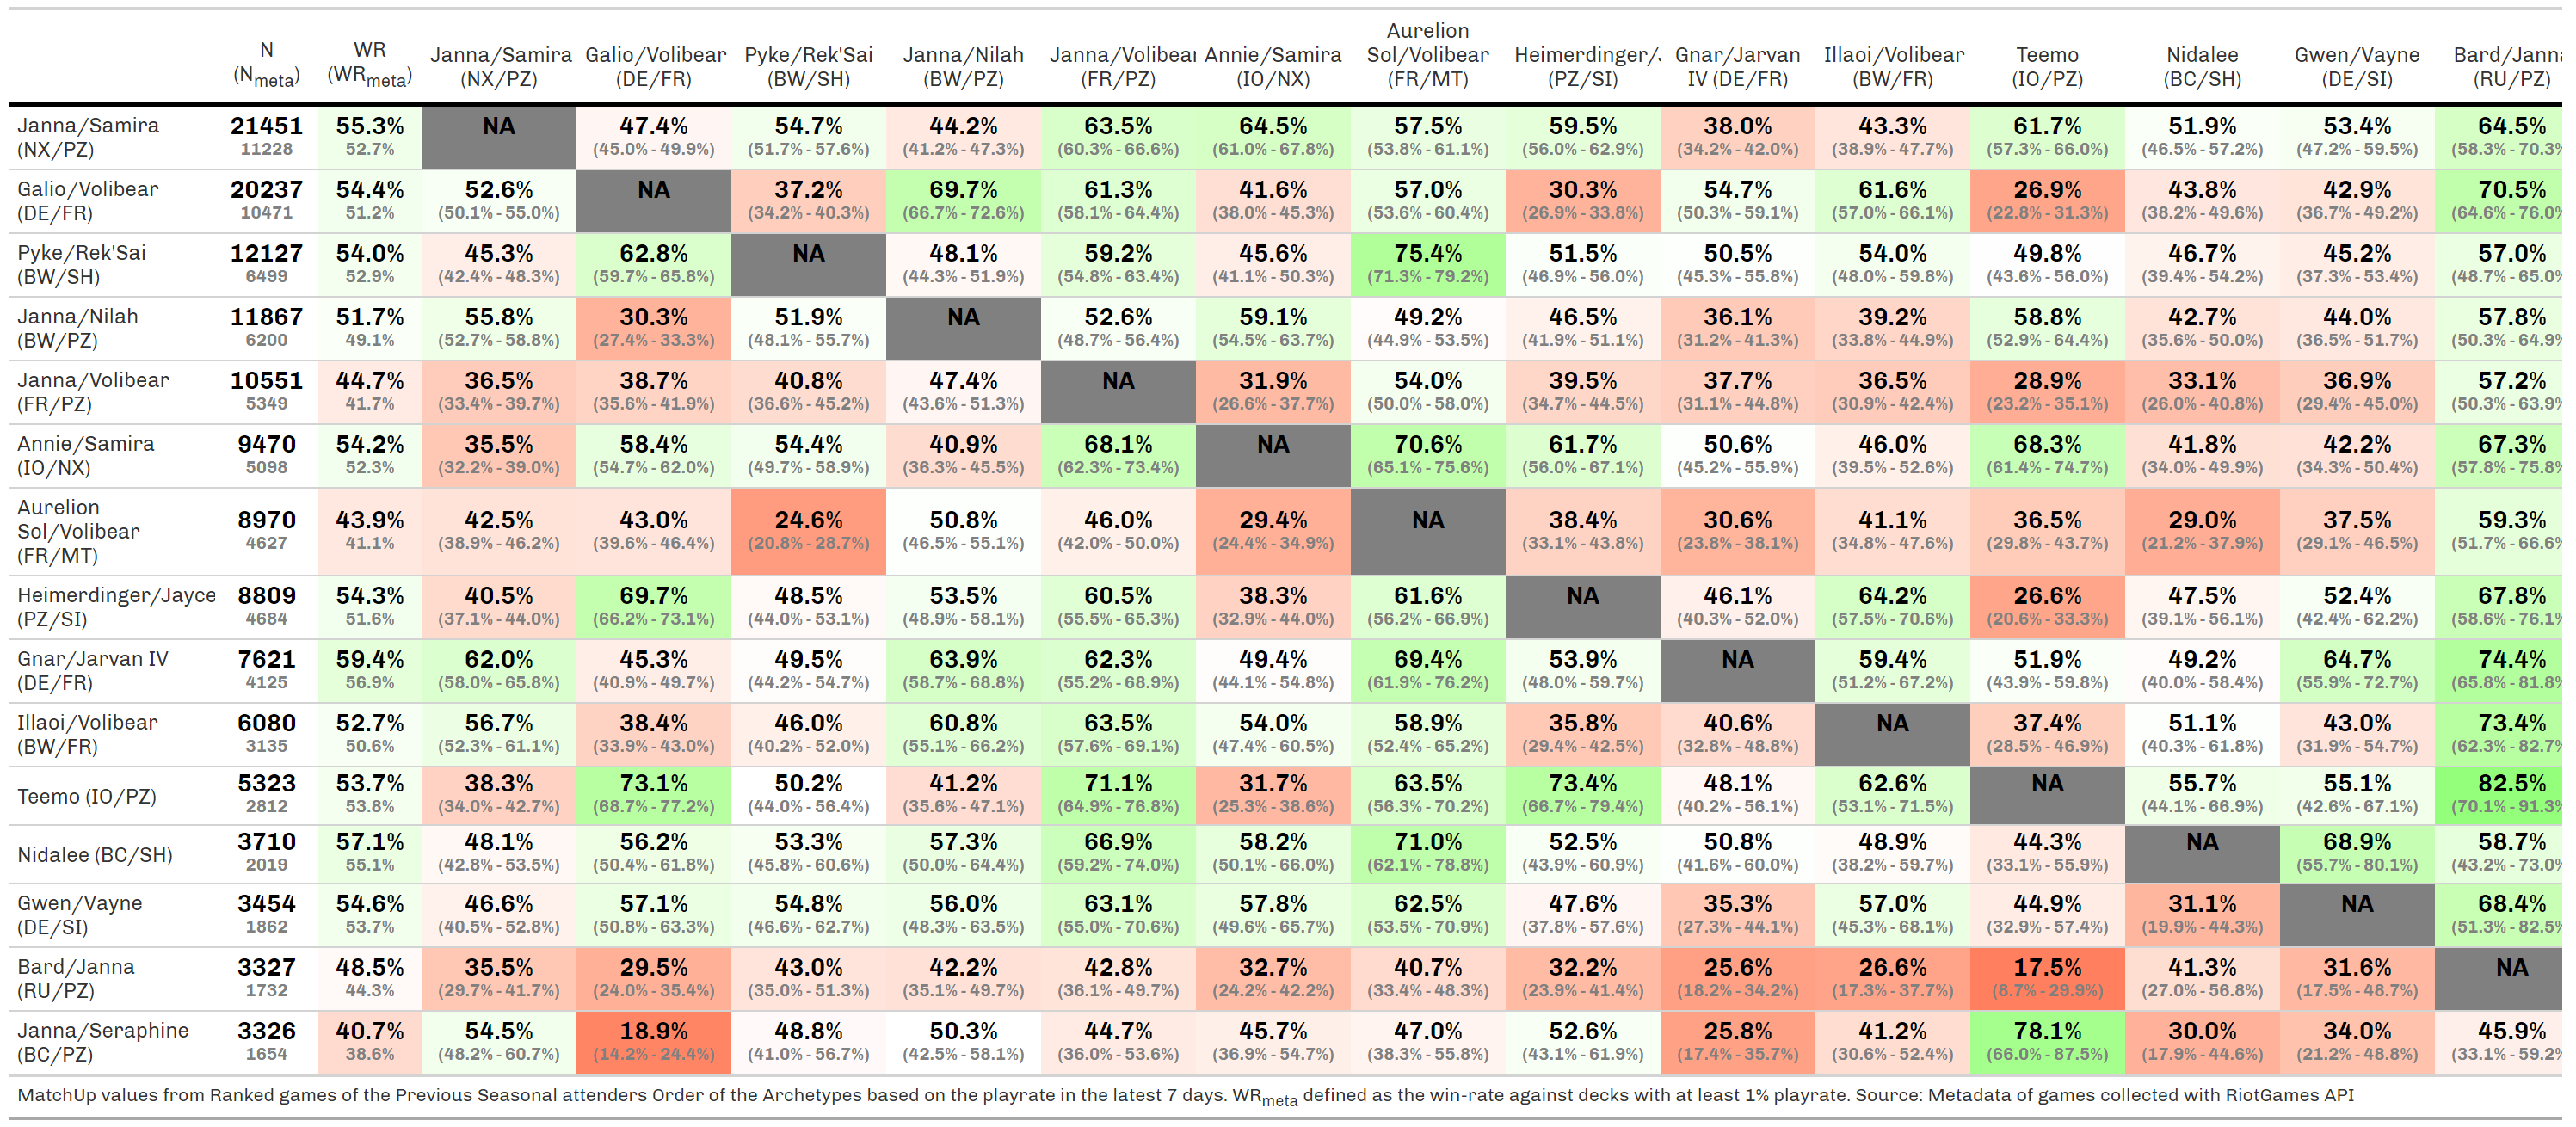 N (Nmeta) WR (WRmeta) Janna/Samira (NX/PZ) Galio/Volibear (DE/FR) Pyke/Rek'Sai (BW/SH) Janna/Nilah (BW/PZ) Janna/Volibear (FR/PZ) Annie/Samira (IO/NX) Aurelion Sol/Volibear (FR/MT) Heimerdinger/ (PZ/SI) Gnar/Jarvan IV (DE/FR) Illaoi/Volibear (BW/FR) Teemo (IO/PZ) Nidalee (BC/SH) Gwen/Vayne (DE/SI) Bard/Janna (RU/PZ)
Janna/Samira 21451 55.3% NA 47.4% 54.7% 44.2% 63.5% 64.5% 57.5% 59.5% 38.0% 43.3% 61.7% 51.9% 53.4% 64.5%
(NX/PZ) 11228 52.7% (45.0% - 49.9%) (51.7% - 57.6%) (41.2% - 47.3%) (60.3% - 66.6%) (61.0% - 67.8%) (53.8% - 61.1%) (56.0% - 62.9%) (34.2% - 42.0%) (38.9% - 47.7%) (57.3% - 66.0%) (46.5% - 57.2%) (47.2% - 59.5%) (58.3% - 70.3%
Galio/Volibear 20237 54.4% 52.6% NA 37.2% 69.7% 61.3% 41.6% 57.0% 30.3% 54.7% 61.6% 26.9% 43.8% 42.9% 70.5%
(DE/FR) 10471 51.2% (50.1% - 55.0%) (34.2% - 40.3%) (66.7% - 72.6%) (58.1% - 64.4%) (38.0% - 45.3%) (53.6% - 60.4%) (26.9% - 33.8%) (50.3% - 59.1%) (57.0% - 66.1%) (22.8% - 31.3%) (38.2% - 49.6%) (36.7% - 49.2%) (64.6% - 76.0%
Pyke/Rek'Sai 12127 54.0% 45.3% 62.8% NA 48.1% 59.2% 45.6% 75.4% 51.5% 50.5% 54.0% 49.8% 46.7% 45.2% 57.0%
(BW/SH) 6499 52.9% (42.4% - 48.3%) (59.7% - 65.8%) (44.3% - 51.9%) (54.8% - 63.4%) (41.1% - 50.3%) (71.3% - 79.2%) (46.9% - 56.0%) (45.3% - 55.8%) (48.0% - 59.8%) (43.6% - 56.0%) (39.4% - 54.2%) (37.3% - 53.4%) (48.7% - 65.0%
Janna/Nilah 11867 51.7% 55.8% 30.3% 51.9% NA 52.6% 59.1% 49.2% 46.5% 36.1% 39.2% 58.8% 42.7% 44.0% 57.8%
(BW/PZ) 6200 49.1% (52.7% - 58.8%) (27.4% - 33.3%) (48.1% - 55.7%) (48.7% - 56.4%) (54.5% - 63.7%) (44.9% - 53.5%) (41.9% - 51.1%) (31.2% - 41.3%) (33.8% - 44.9%) (52.9% - 64.4%) (35.6% - 50.0%) (36.5% - 51.7%) (50.3% - 64.9%
Janna/Volibear 10551 44.7% 36.5% 38.7% 40.8% 47.4% NA 31.9% 54.0% 39.5% 37.7% 36.5% 28.9% 33.1% 36.9% 57.2%
(FR/PZ) 5349 41.7% (33.4% - 39.7%) (35.6% - 41.9%) (36.6% - 45.2%) (43.6% - 51.3%) (26.6% - 37.7%) (50.0% - 58.0%) (34.7% - 44.5%) (31.1% - 44.8%) (30.9% - 42.4%) (23.2% - 35.1%) (26.0% - 40.8%) (29.4% - 45.0%) (50.3% - 63.9%
Annie/Samira 9470 54.2% 35.5% 58.4% 54.4% 40.9% 68.1% NA 70.6% 61.7% 50.6% 46.0% 68.3% 41.8% 42.2% 67.3%
(IO/NX) 5098 52.3% (32.2% - 39.0%) (54.7% - 62.0%) (49.7% - 58.9%) (36.3% - 45.5%) (62.3% - 73.4%) (65.1% - 75.6%) (56.0% - 67.1%) (45.2% - 55.9%) (39.5% - 52.6%) (61.4% - 74.7%) (34.0% - 49.9%) (34.3% - 50.4%) (57.8% - 75.8%
Aurelion
Sol/Volibear 8970 43.9% 42.5% 43.0% 24.6% 50.8% 46.0% 29.4% NA 38.4% 30.6% 41.1% 36.5% 29.0% 37.5% 59.3%
(FR/MT) 4627 41.1% (38.9% - 46.2%) (39.6% - 46.4%) (20.8% - 28.7%) (46.5% - 55.1%) (42.0% - 50.0%) (24.4% - 34.9%) (33.1% - 43.8%) (23.8% - 38.1%) (34.8% - 47.6%) (29.8% - 43.7%) (21.2% - 37.9%) (29.1% - 46.5%) (51.7% - 66.6%
Heimerdinger/Jayce 8809 54.3% 40.5% 69.7% 48.5% 53.5% 60.5% 38.3% 61.6% NA 46.1% 64.2% 26.6% 47.5% 52.4% 67.8%
(PZ/SI) 4684 51.6% (37.1% - 44.0%) (66.2% - 73.1%) (44.0% - 53.1%) (48.9% - 58.1%) (55.5% - 65.3%) (32.9% - 44.0%) (56.2% - 66.9%) (40.3% - 52.0%) (57.5% - 70.6%) (20.6% - 33.3%) (39.1% - 56.1%) (42.4% - 62.2%) (58.6% - 76.1%
Gnar/Jarvan IV 7621 59.4% 62.0% 45.3% 49.5% 63.9% 62.3% 49.4% 69.4% 53.9% NA 59.4% 51.9% 49.2% 64.7% 74.4%
(DE/FR) 4125 56.9% (58.0% - 65.8%) (40.9% - 49.7%) (44.2% - 54.7%) (58.7% - 68.8%) (55.2% - 68.9%) (44.1% - 54.8%) (61.9% - 76.2%) (48.0% - 59.7%) (51.2% - 67.2%) (43.9% - 59.8%) (40.0% - 58.4%) (55.9% - 72.7%) (65.8% - 81.8%
Illaoi/Volibear 6080 52.7% 56.7% 38.4% 46.0% 60.8% 63.5% 54.0% 58.9% 35.8% 40.6% NA 37.4% 51.1% 43.0% 73.4%
(BW/FR) 3135 50.6% (52.3% - 61.1%) (33.9% - 43.0%) (40.2% - 52.0%) (55.1% - 66.2%) (57.6% - 69.1%) (47.4% - 60.5%) (52.4% - 65.2%) (29.4% - 42.5%) (32.8% - 48.8%) (28.5% - 46.9%) (40.3% - 61.8%) (31.9% - 54.7%) (62.3% - 82.7%
Teemo (IO/PZ) 5323 53.7% 38.3% 73.1% 50.2% 41.2% 71.1% 31.7% 63.5% 73.4% 48.1% 62.6% NA 55.7% 55.1% 82.5%
2812 53.8% (34.0% - 42.7%) (68.7% - 77.2%) (44.0% - 56.4%) (35.6% - 47.1%) (64.9% - 76.8%) (25.3% - 38.6%) (56.3% - 70.2%) (66.7% - 79.4%) (40.2% - 56.1%) (53.1% - 71.5%) (44.1% - 66.9%) (42.6% - 67.1%) (70.1% - 91.3%
Nidalee (BC/SH) 3710 57.1% 48.1% 56.2% 53.3% 57.3% 66.9% 58.2% 71.0% 52.5% 50.8% 48.9% 44.3% NA 68.9% 58.7%
2019 55.1% (42.8% - 53.5%) (50.4% - 61.8%) (45.8% - 60.6%) (50.0% - 64.4%) (59.2% - 74.0%) (50.1% - 66.0%) (62.1% - 78.8%) (43.9% - 60.9%) (41.6% - 60.0%) (38.2% - 59.7%) (33.1% - 55.9%) (55.7% - 80.1%) (43.2% - 73.0%
Gwen/Vayne 3454 54.6% 46.6% 57.1% 54.8% 56.0% 63.1% 57.8% 62.5% 47.6% 35.3% 57.0% 44.9% 31.1% NA 68.4%
(DE/SI) 1862 53.7% (40.5% - 52.8%) (50.8% - 63.3%) (46.6% - 62.7%) (48.3% - 63.5%) (55.0% - 70.6%) (49.6% - 65.7%) (53.5% - 70.9%) (37.8% - 57.6%) (27.3% - 44.1%) (45.3% - 68.1%) (32.9% - 57.4%) (19.9% - 44.3%) (51.3% - 82.5%
Bard/Janna 3327 48.5% 35.5% 29.5% 43.0% 42.2% 42.8% 32.7% 40.7% 32.2% 25.6% 26.6% 17.5% 41.3% 31.6% NA
(RU/PZ) 1732 44.3% (29.7% - 41.7%) (24.0% - 35.4%) (35.0% - 51.3%) (35.1% - 49.7%) (36.1% - 49.7%) (24.2% - 42.2%) (33.4% - 48.3%) (23.9% - 41.4%) (18.2% - 34.2%) (17.3% - 37.7%) (8.7% - 29.9%) (27.0% - 56.8%) (17.5% - 48.7%)
Janna/Seraphine 3326 40.7% 54.5% 18.9% 48.8% 50.3% 44.7% 45.7% 47.0% 52.6% 25.8% 41.2% 78.1% 30.0% 34.0% 45.9%
(BC/PZ) 1654 38.6% (48.2% - 60.7%) (14.2% - 24.4%) (41.0% - 56.7%) (42.5% - 58.1%) (36.0% - 53.6%) (36.9% - 54.7%) (38.3% - 55.8%) (43.1% - 61.9%) (17.4% - 35.7%) (30.6% - 52.4%) (66.0% - 87.5%) (17.9% - 44.6%) (21.2% - 48.8%) (33.1% - 59.2%
MatchUp values from Ranked games of the Previous Seasonal attenders Order of the Archetypes based on the playrate in the latest 7 days. WRmeta defined as the win-rate against decks with at least 1% playrate. Source: Metadata of games collected with RiotGames API